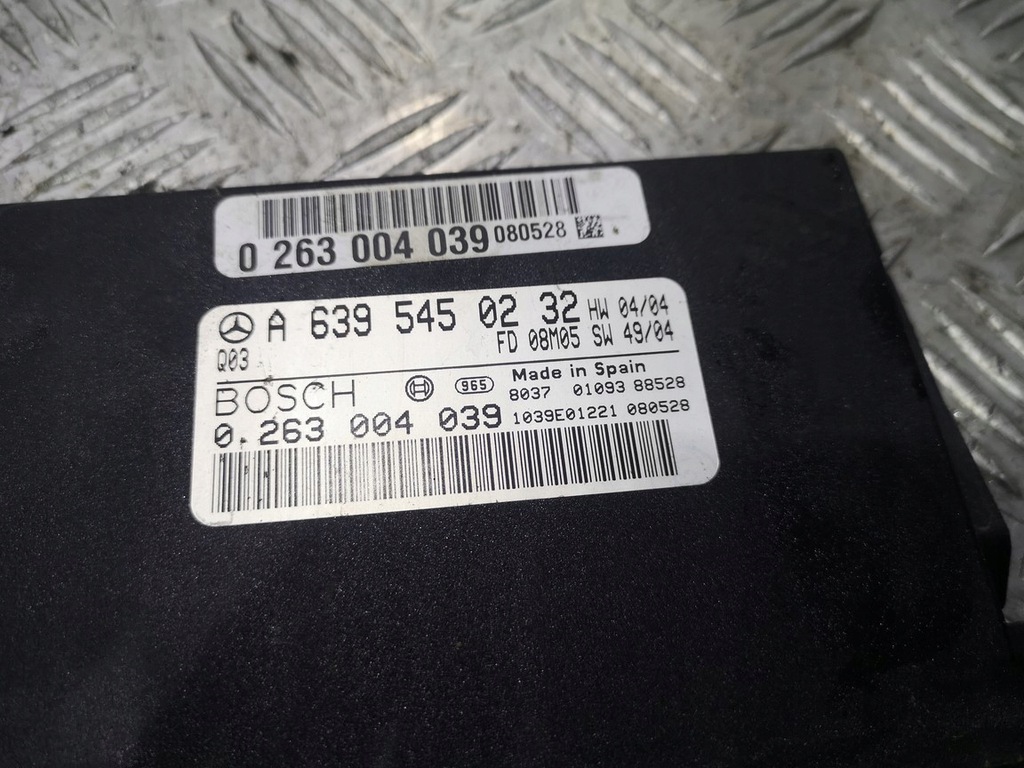 0 263 004 039 080528
A 639 545 02 32 HW 04/04
Q03 FD 08M05 SW 49/04
BOSCH 965 Made in Spain
8037 01093 88528
0 263 004 039 1039E01221 080528